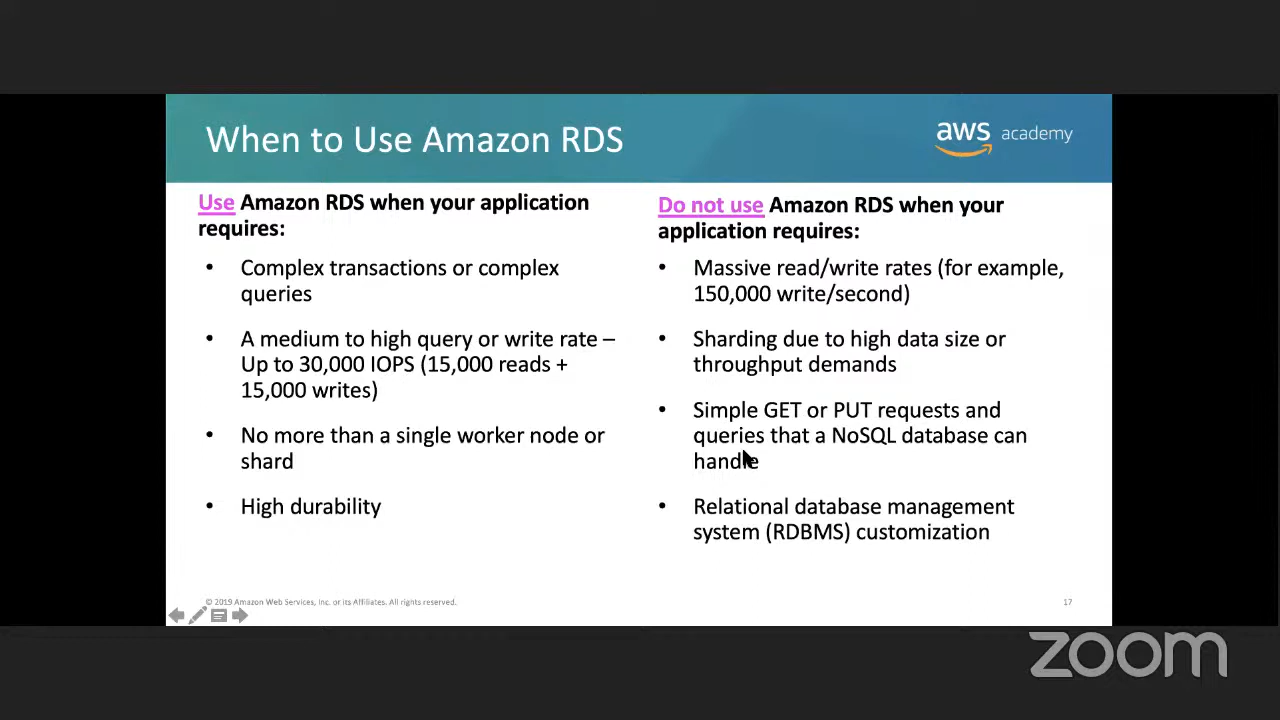 When to Use Amazon RDS
aws academy
Use Amazon RDS when your application
requires:
• Complex transactions or complex
queries
• A medium to high query or write rate –
Up to 30,000 IOPS (15,000 reads +
15,000 writes)
• No more than a single worker node or
shard
• High durability
Do not use Amazon RDS when your
application requires:
• Massive read/write rates (for example,
150,000 write/second)
• Sharding due to high data size or
throughput demands
• Simple GET or PUT requests and
queries that a NoSQL database can
handle
• Relational database management
system (RDBMS) customization
© 2019 Amazon Web Services, Inc. or its Affiliates. All rights reserved.
17
zoom